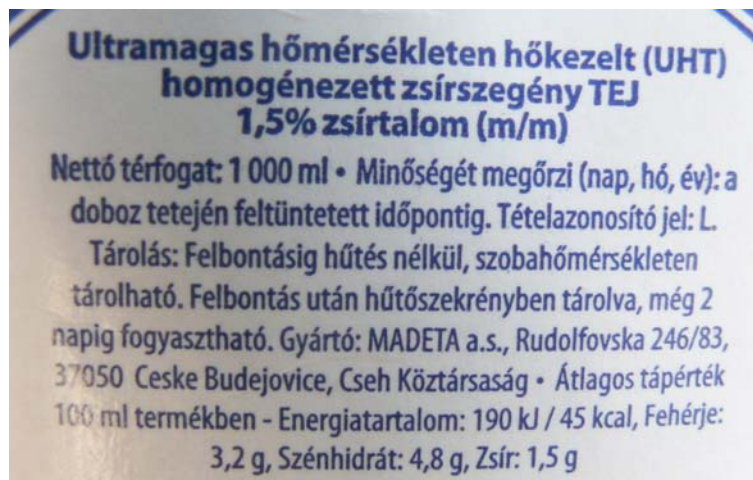 Ultramagas hőmérsékleten hőkezelt (UHT)
homogénezett zsírszegény TEJ
1,5% zsírtalom (m/m)
Nettó térfogat: 1 000 ml • Minőségét megőrzi (nap, hó, év): a
doboz tetején feltüntetett időpontig. Tételazonosító jel: L.
Tárolás: Felbontásig hűtés nélkül, szobahőmérsékleten
tárolható. Felbontás után hűtőszekrényben tárolva, még 2
napig fogyasztható. Gyártó: MADETA a.s., Rudolfovska 246/83,
37050 Ceske Budejovice, Cseh Köztársaság • Átlagos tápérték
100 ml termékben - Energiatartalom: 190 kJ / 45 kcal, Fehérje:
3,2 g, Szénhidrát: 4,8 g, Zsír: 1,5 g